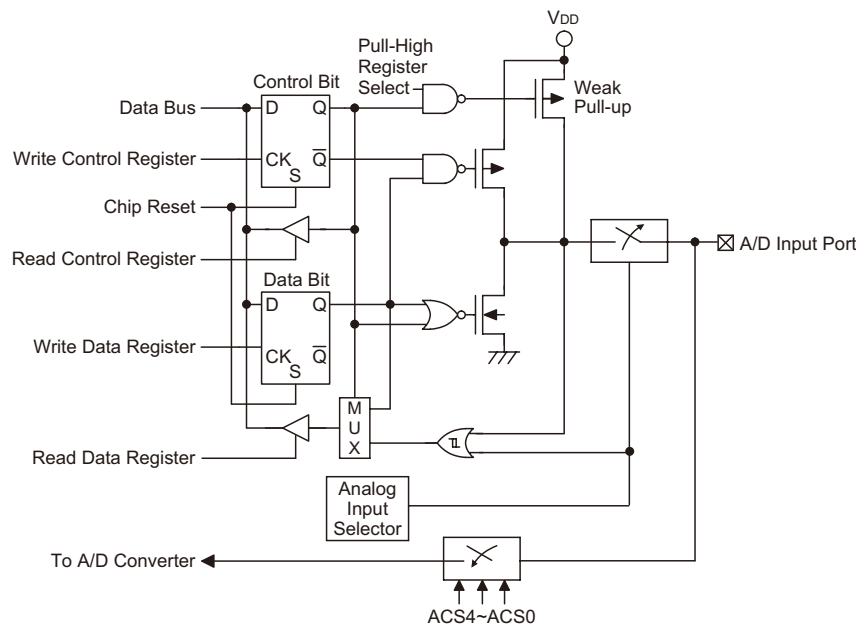 VDD
Pull-High
Register
Select
Control Bit
Weak
Pull-up
Data Bus
D
Q
Write Control Register
CK
Q̅
S
Chip Reset
Read Control Register
A/D Input Port
Data Bit
D
Q
Write Data Register
CK
Q̅
S
M
U
X
Read Data Register
Analog
Input
Selector
To A/D Converter
ACS4~ACS0